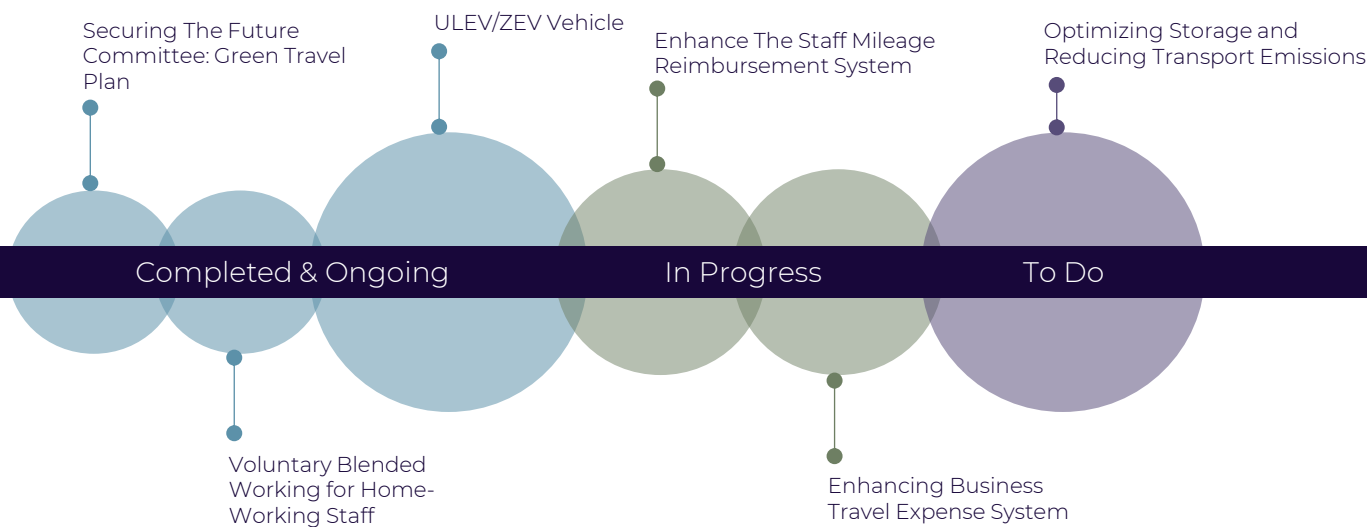 Securing The Future
Committee: Green Travel
Plan
ULEV/ZEV Vehicle
Enhance The Staff Mileage
Reimbursement System
Optimizing Storage and
Reducing Transport Emissions
Completed & Ongoing
In Progress
To Do
Voluntary Blended
Working for Home-
Working Staff
Enhancing Business
Travel Expense System